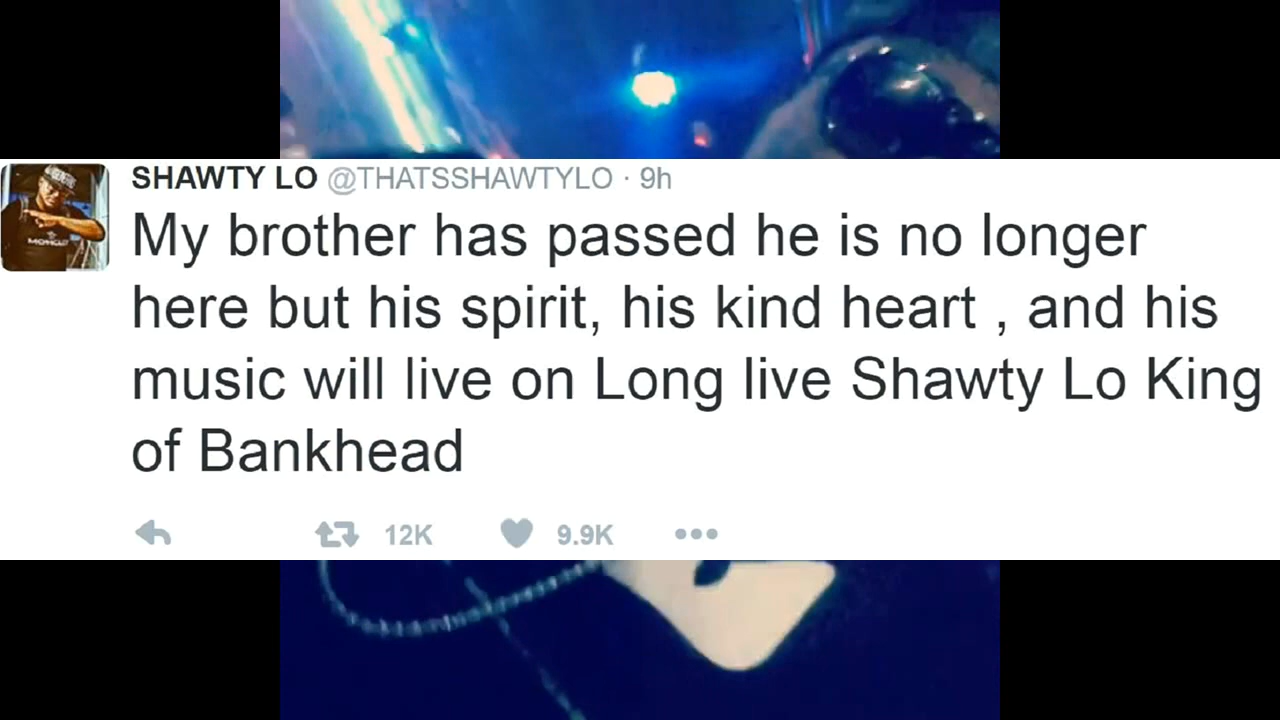 SHAWTY LO @THATSSHAWTYLO · 9h
My brother has passed he is no longer
here but his spirit, his kind heart , and his
music will live on Long live Shawty Lo King
of Bankhead
12K 9.9K